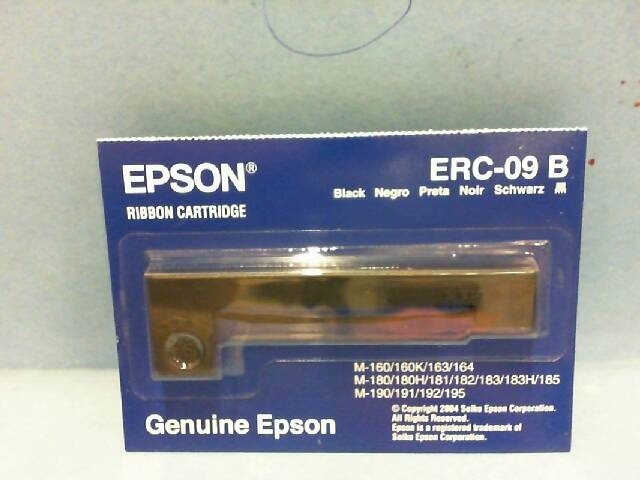 EPSON®
ERC-09 B
Black Negro Preta Noir Schwarz 黒
RIBBON CARTRIDGE
M-160/160K/163/164
M-180/180H/181/182/183/183H/185
M-190/191/192/195
Genuine Epson
© Copyright 2004 Seiko Epson Corporation.
All Rights Reserved.
Epson is a registered trademark of
Seiko Epson Corporation.